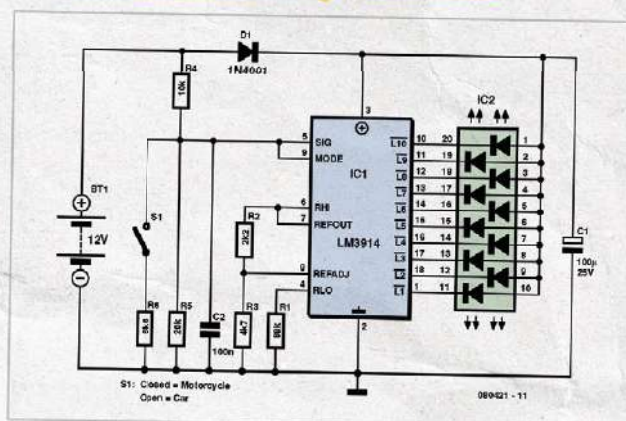 D1
1N4001
R4
10k
IC2
3
5 SIG
9 MODE
IC1
LM3914
6 RHI
7 REFOUT
REFADJ
4 RLO
2
L10 10 20 1
L9 11 19 2
L8 12 18 3
L7 13 17 4
L6 14 16 5
L5 15 15 6
L4 16 14 7
L3 17 13 8
L2 18 12 9
L1 1 11 10
BT1
12V
S1
R2
2k2
C1
100µ
25V
R6
R5
20k
C2
100n
R3
4k7
R1
S1: Closed = Motorcycle
Open = Car
080421 - 11